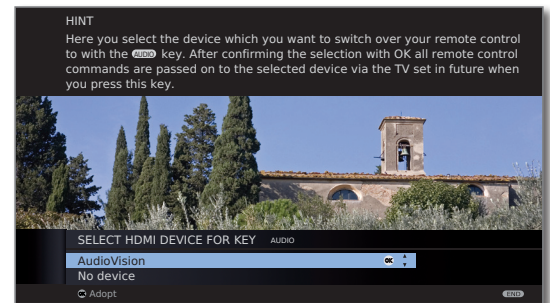 HINT
Here you select the device which you want to switch over your remote control
to with the AUDIO key. After confirming the selection with OK all remote control
commands are passed on to the selected device via the TV set in future when
you press this key.
SELECT HDMI DEVICE FOR KEY AUDIO
AudioVision OK
No device
OK Adopt END